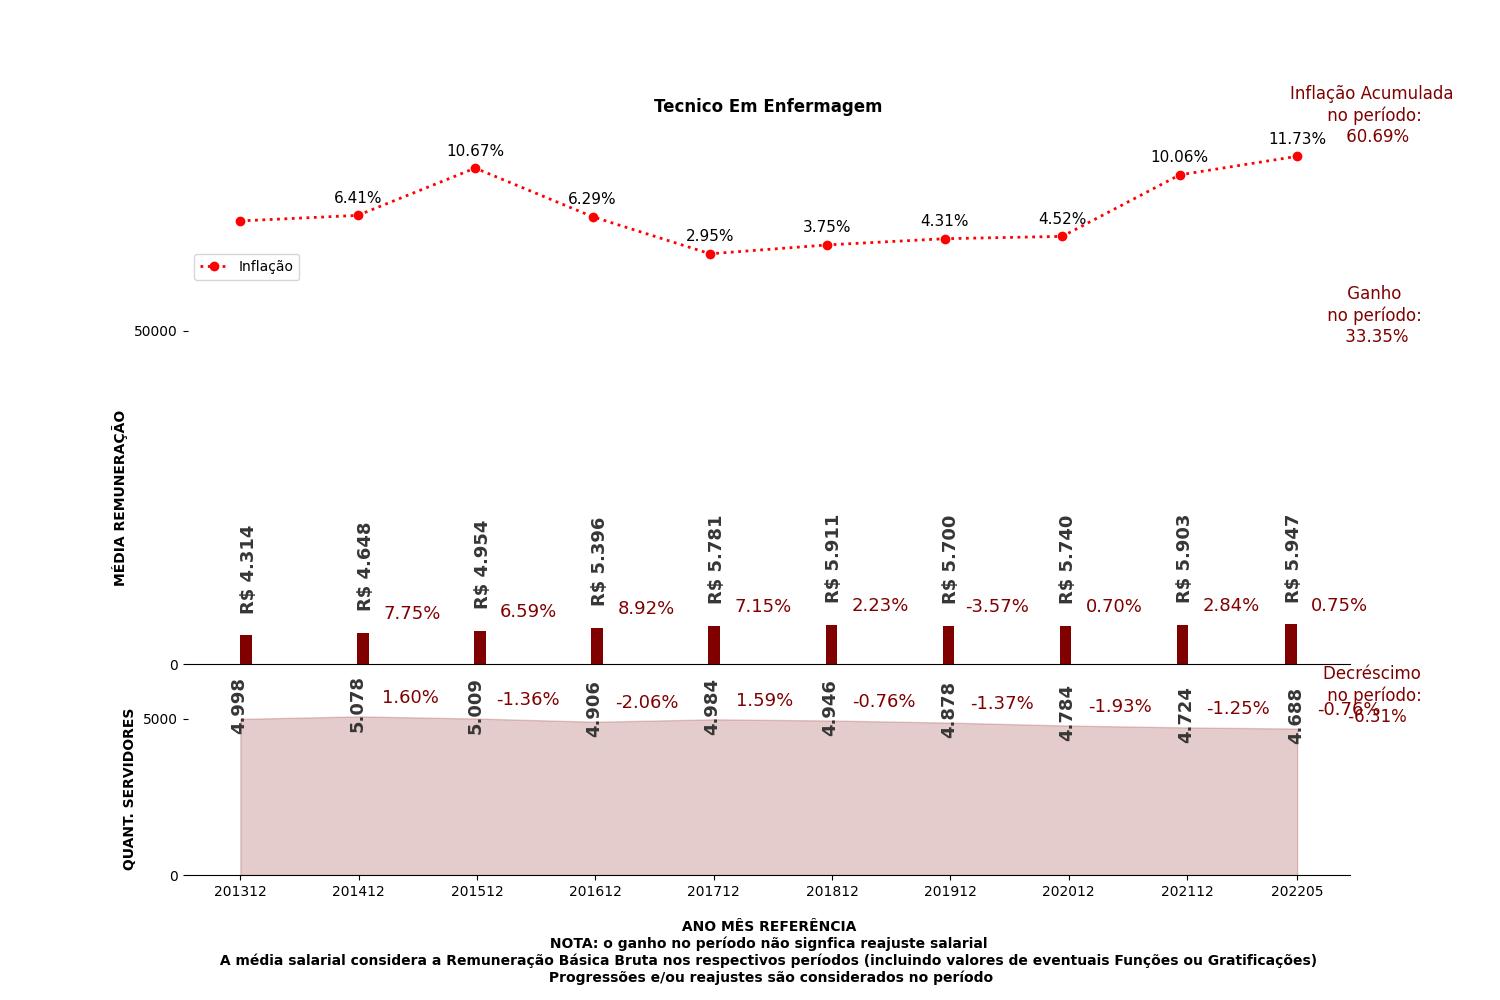 Tecnico Em Enfermagem
Inflação Acumulada
no período:
60.69%
6.41%
10.67%
6.29%
2.95%
3.75%
4.31%
4.52%
10.06%
11.73%
Inflação
Ganho
no período:
33.35%
50000
MÉDIA REMUNERAÇÃO
R$ 4.314
R$ 4.648
R$ 4.954
R$ 5.396
R$ 5.781
R$ 5.911
R$ 5.700
R$ 5.740
R$ 5.903
R$ 5.947
7.75%
6.59%
8.92%
7.15%
2.23%
-3.57%
0.70%
2.84%
0.75%
0
Decréscimo
no período:
-6.31%
4.998
5.078
5.009
4.906
4.984
4.946
4.878
4.784
4.724
4.688
1.60%
-1.36%
-2.06%
1.59%
-0.76%
-1.37%
-1.93%
-1.25%
-0.76%
5000
QUANT. SERVIDORES
0
201312
201412
201512
201612
201712
201812
201912
202012
202112
202205
ANO MÊS REFERÊNCIA
NOTA: o ganho no período não signfica reajuste salarial
A média salarial considera a Remuneração Básica Bruta nos respectivos períodos (incluindo valores de eventuais Funções ou Gratificações)
Progressões e/ou reajustes são considerados no período